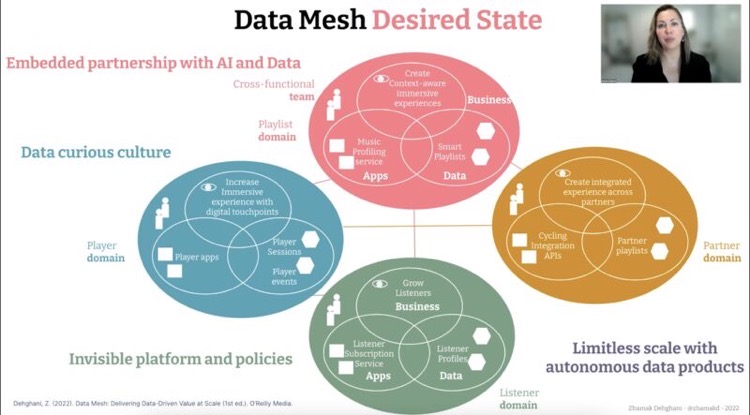 Data Mesh Desired State
Embedded partnership with AI and Data
Cross-functional
team
Create
Context-aware
immersive
experiences
Business
Playlist
domain
Music
Profiling
service
Smart
Playlists
Apps
Data
Data curious culture
Increase
Immersive
experience with
digital touchpoints
Player
domain
Player apps
Player
Sessions
Player
events
Create integrated
experience across
partners
Cycling
Integration
APIs
Partner
playlists
Partner
domain
Grow
Listeners
Business
Listener
Subscription
Service
Listener
Profiles
Apps
Data
Listener
domain
Invisible platform and policies
Limitless scale with
autonomous data products
Dehghani, Z. (2022). Data Mesh: Delivering Data-Driven Value at Scale (1st ed.). O'Reilly Media.
Zhamak Dehghani - @zhamakd - 2022